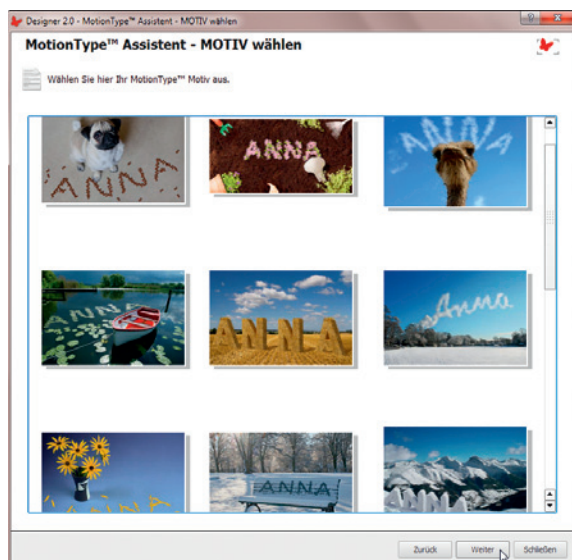 Designer 2.0 - MotionType™ Assistent - MOTIV wählen
MotionType™ Assistent - MOTIV wählen
Wählen Sie hier Ihr MotionType™ Motiv aus.
ANNA
ANNA
ANNA
ANNA
ANNA
Anna
ANNA
ANNA
Zurück
Weiter
Schließen